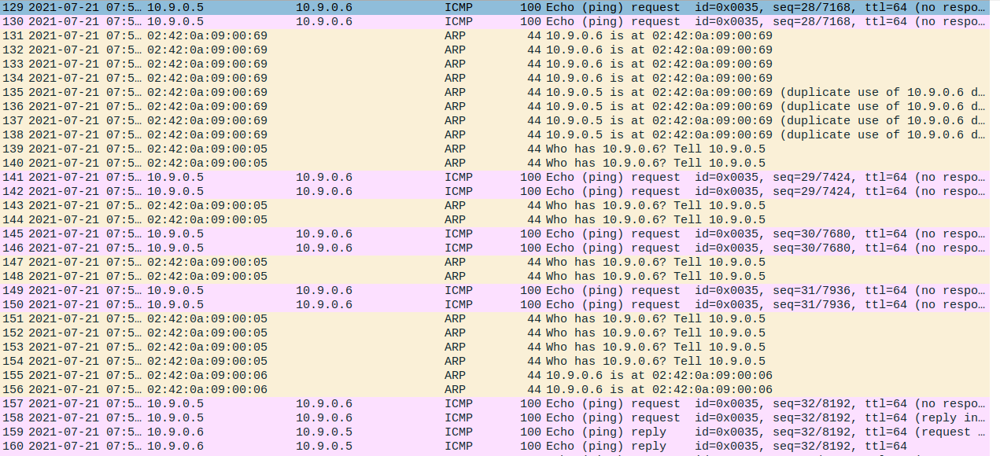 129 2021-07-21 07:5… 10.9.0.5 10.9.0.6 ICMP 100 Echo (ping) request id=0x0035, seq=28/7168, ttl=64 (no respo…
130 2021-07-21 07:5… 10.9.0.5 10.9.0.6 ICMP 100 Echo (ping) request id=0x0035, seq=28/7168, ttl=64 (no respo…
131 2021-07-21 07:5… 02:42:0a:09:00:69 ARP 44 10.9.0.6 is at 02:42:0a:09:00:69
132 2021-07-21 07:5… 02:42:0a:09:00:69 ARP 44 10.9.0.6 is at 02:42:0a:09:00:69
133 2021-07-21 07:5… 02:42:0a:09:00:69 ARP 44 10.9.0.6 is at 02:42:0a:09:00:69
134 2021-07-21 07:5… 02:42:0a:09:00:69 ARP 44 10.9.0.6 is at 02:42:0a:09:00:69
135 2021-07-21 07:5… 02:42:0a:09:00:69 ARP 44 10.9.0.5 is at 02:42:0a:09:00:69 (duplicate use of 10.9.0.6 d…
136 2021-07-21 07:5… 02:42:0a:09:00:69 ARP 44 10.9.0.5 is at 02:42:0a:09:00:69 (duplicate use of 10.9.0.6 d…
137 2021-07-21 07:5… 02:42:0a:09:00:69 ARP 44 10.9.0.5 is at 02:42:0a:09:00:69 (duplicate use of 10.9.0.6 d…
138 2021-07-21 07:5… 02:42:0a:09:00:69 ARP 44 10.9.0.5 is at 02:42:0a:09:00:69 (duplicate use of 10.9.0.6 d…
139 2021-07-21 07:5… 02:42:0a:09:00:05 ARP 44 Who has 10.9.0.6? Tell 10.9.0.5
140 2021-07-21 07:5… 02:42:0a:09:00:05 ARP 44 Who has 10.9.0.6? Tell 10.9.0.5
141 2021-07-21 07:5… 10.9.0.5 10.9.0.6 ICMP 100 Echo (ping) request id=0x0035, seq=29/7424, ttl=64 (no respo…
142 2021-07-21 07:5… 10.9.0.5 10.9.0.6 ICMP 100 Echo (ping) request id=0x0035, seq=29/7424, ttl=64 (no respo…
143 2021-07-21 07:5… 02:42:0a:09:00:05 ARP 44 Who has 10.9.0.6? Tell 10.9.0.5
144 2021-07-21 07:5… 02:42:0a:09:00:05 ARP 44 Who has 10.9.0.6? Tell 10.9.0.5
145 2021-07-21 07:5… 10.9.0.5 10.9.0.6 ICMP 100 Echo (ping) request id=0x0035, seq=30/7680, ttl=64 (no respo…
146 2021-07-21 07:5… 10.9.0.5 10.9.0.6 ICMP 100 Echo (ping) request id=0x0035, seq=30/7680, ttl=64 (no respo…
147 2021-07-21 07:5… 02:42:0a:09:00:05 ARP 44 Who has 10.9.0.6? Tell 10.9.0.5
148 2021-07-21 07:5… 02:42:0a:09:00:05 ARP 44 Who has 10.9.0.6? Tell 10.9.0.5
149 2021-07-21 07:5… 10.9.0.5 10.9.0.6 ICMP 100 Echo (ping) request id=0x0035, seq=31/7936, ttl=64 (no respo…
150 2021-07-21 07:5… 10.9.0.5 10.9.0.6 ICMP 100 Echo (ping) request id=0x0035, seq=31/7936, ttl=64 (no respo…
151 2021-07-21 07:5… 02:42:0a:09:00:05 ARP 44 Who has 10.9.0.6? Tell 10.9.0.5
152 2021-07-21 07:5… 02:42:0a:09:00:05 ARP 44 Who has 10.9.0.6? Tell 10.9.0.5
153 2021-07-21 07:5… 02:42:0a:09:00:05 ARP 44 Who has 10.9.0.6? Tell 10.9.0.5
154 2021-07-21 07:5… 02:42:0a:09:00:05 ARP 44 Who has 10.9.0.6? Tell 10.9.0.5
155 2021-07-21 07:5… 02:42:0a:09:00:06 ARP 44 10.9.0.6 is at 02:42:0a:09:00:06
156 2021-07-21 07:5… 02:42:0a:09:00:06 ARP 44 10.9.0.6 is at 02:42:0a:09:00:06
157 2021-07-21 07:5… 10.9.0.5 10.9.0.6 ICMP 100 Echo (ping) request id=0x0035, seq=32/8192, ttl=64 (no respo…
158 2021-07-21 07:5… 10.9.0.5 10.9.0.6 ICMP 100 Echo (ping) request id=0x0035, seq=32/8192, ttl=64 (reply in…
159 2021-07-21 07:5… 10.9.0.6 10.9.0.5 ICMP 100 Echo (ping) reply id=0x0035, seq=32/8192, ttl=64 (request …
160 2021-07-21 07:5… 10.9.0.6 10.9.0.5 ICMP 100 Echo (ping) reply id=0x0035, seq=32/8192, ttl=64